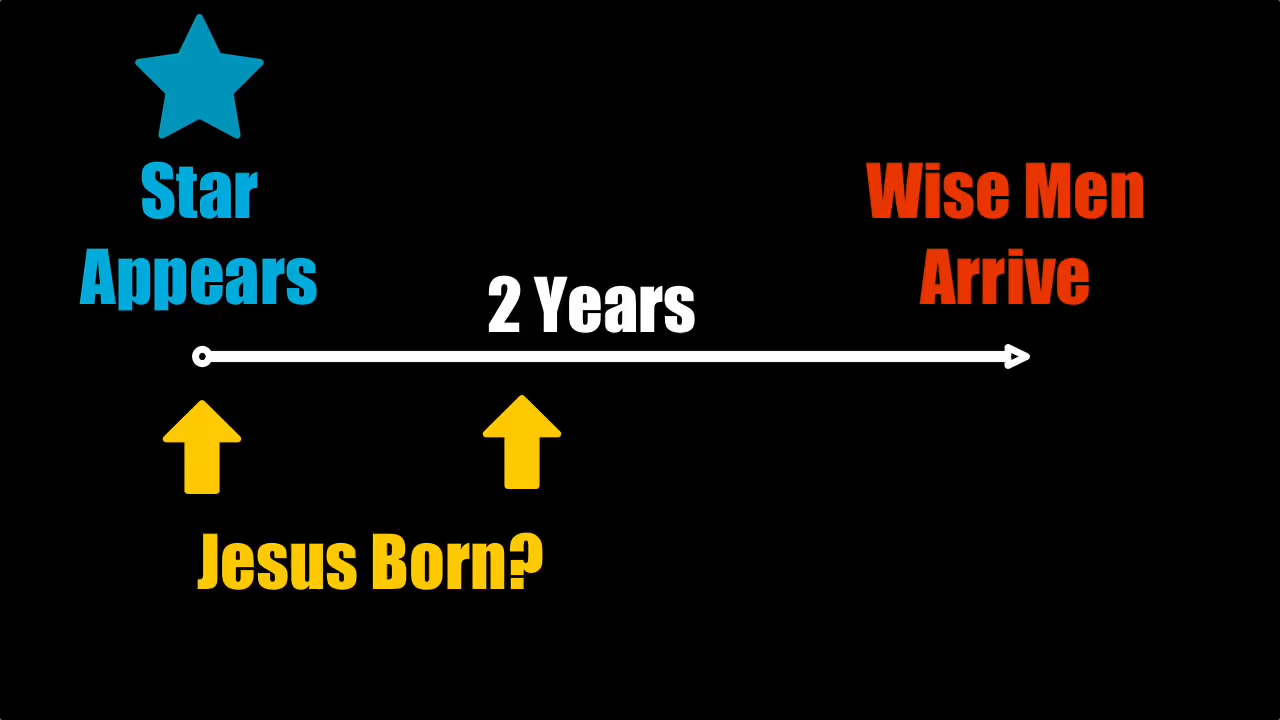 Star
Appears
Wise Men
Arrive
2 Years
Jesus Born?